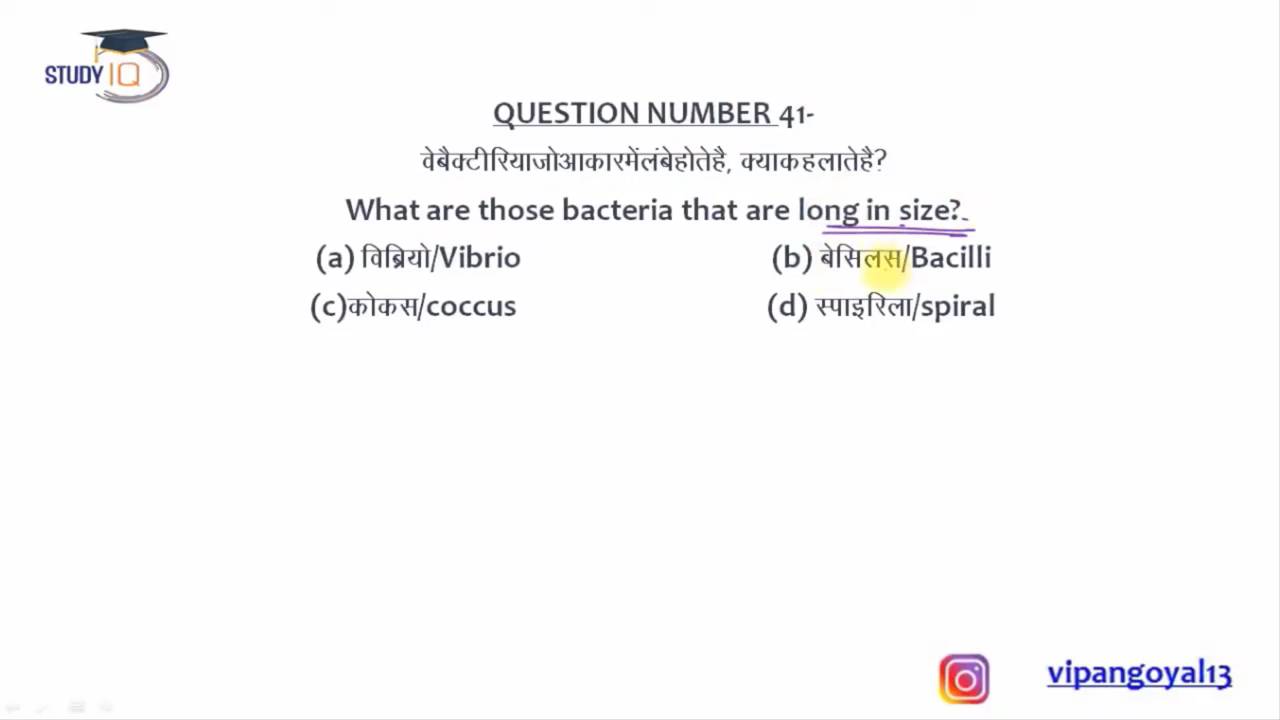 STUDY IQ
QUESTION NUMBER 41-
वेबैक्टीरियाजोआकारमेंलंबेहोतेहै, क्याकहलातेहै?
What are those bacteria that are long in size?
(a) विब्रियो/Vibrio (b) बेसिलस/Bacilli
(c)कोकस/coccus (d) स्पाइरिला/spiral
vipangoyal13